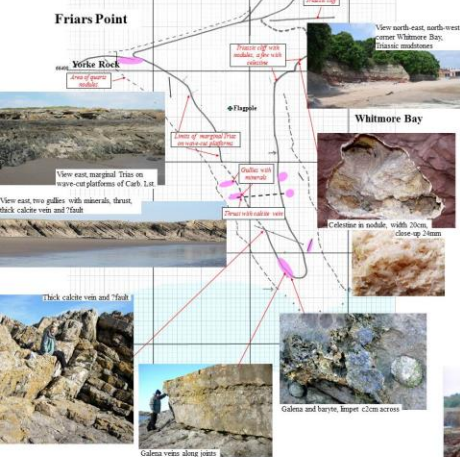 Friars Point
Triassic cliff
View north-east, north-west
corner Whitmore Bay,
Triassic mudstones
Triassic cliff with
nodules, a few with
celestine
Yorke Rock
Area of quartz
nodules
Flagpole
Whitmore Bay
Limits of marginal Trias
on wave-cut platforms
View east, marginal Trias on
wave-cut platforms of Carb. Lst.
Gullies with
minerals
View east, two gullies with minerals, thrust,
thick calcite vein and ?fault
Thrust with calcite vein
Celestine in nodule, width 20cm,
close-up 24mm
Thick calcite vein and ?fault
Galena and baryte, limpet c2cm across
Galena veins along joints